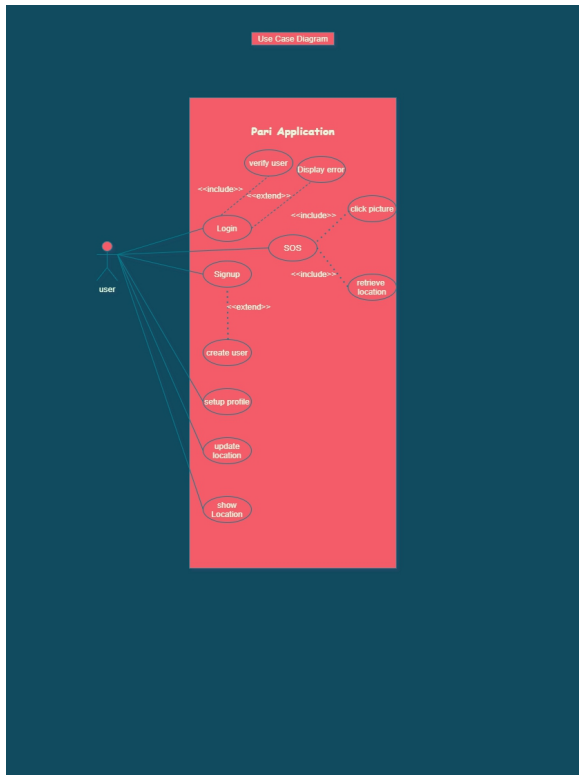 Use Case Diagram
Pari Application
verify user
Display error
<<include>>
<<extend>>
click picture
<<include>>
Login
SOS
Signup
<<include>>
retrieve
location
user
<<extend>>
create user
setup profile
update
location
show
Location